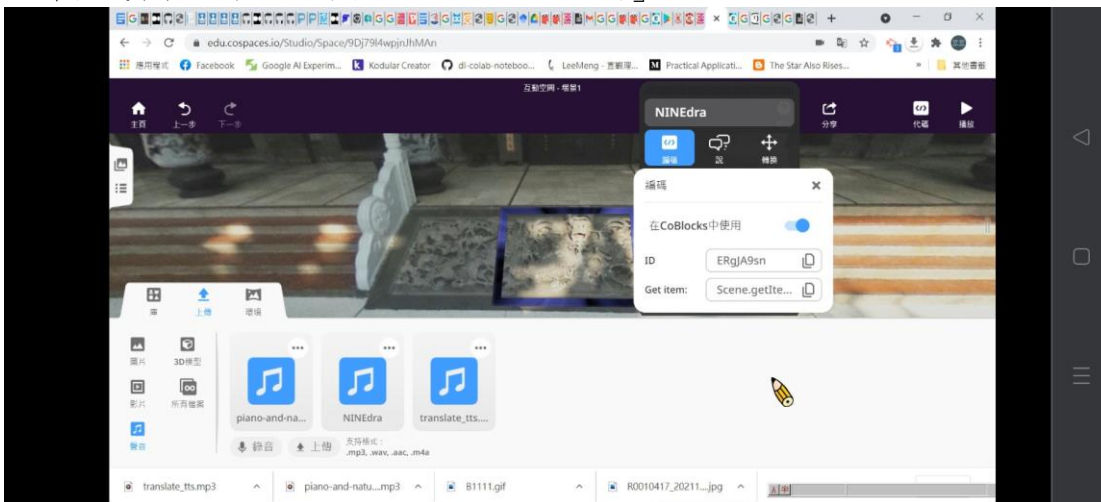 edu.cospaces.io/Studio/Space/9Dj79l4wpjnJhMAn
應用程式 Facebook Google AI Experim... Kodular Creator dl-colab-noteboo... LeeMeng - Practical Applicati... The Star Also Rises... » 其他書籤
互動空間 - 場景1
主頁 上一步 下一步 NINEdra 分享 代碼 播放
編碼 說 轉換
編碼
在CoBlocks中使用
ID ERgJA9sn
Get item: Scene.getIte...
庫 上傳 環境
圖片 3D模型
影片 所有檔案
piano-and-na... NINEdra translate_tts....
聲音 錄音 上傳 支持格式：
.mp3, .wav, .aac, .m4a
translate_tts.mp3 piano-and-natu....mp3 B1111.gif R0010417_20211....jpg